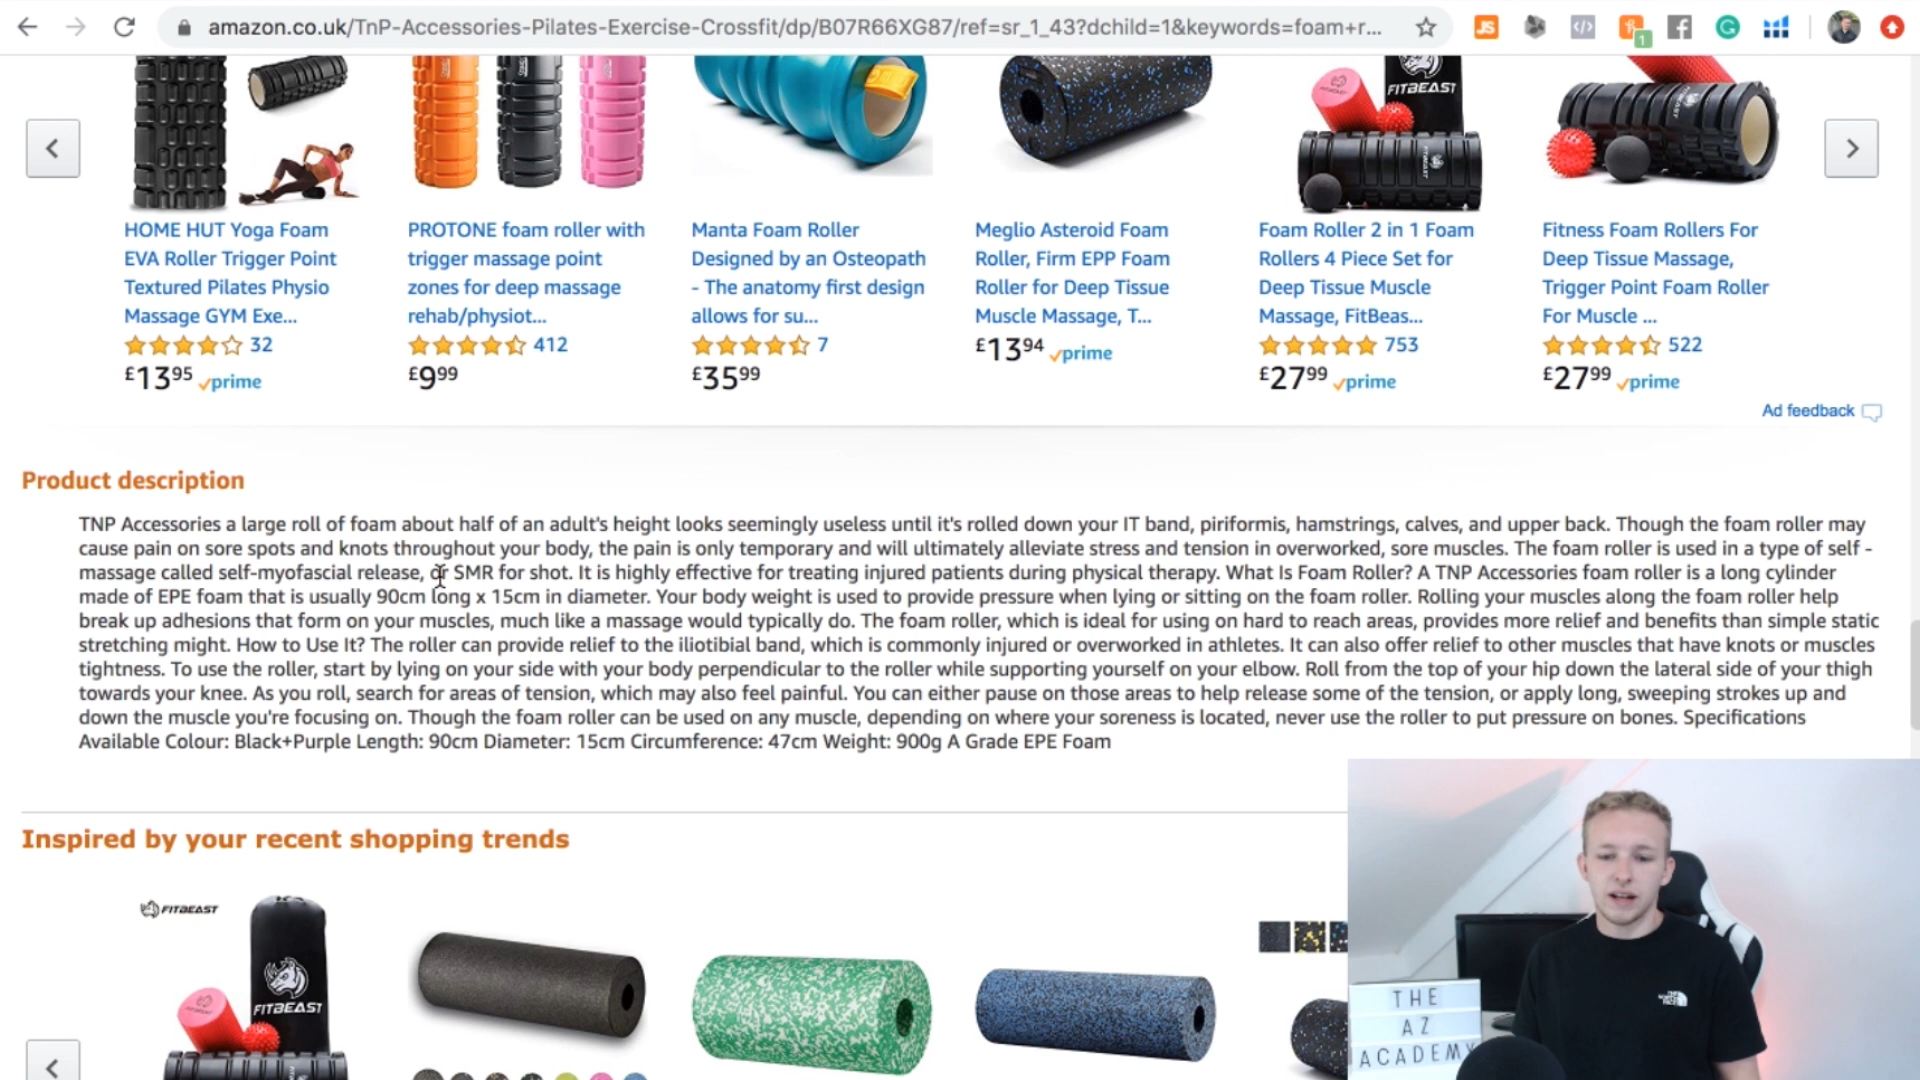 amazon.co.uk/TnP-Accessories-Pilates-Exercise-Crossfit/dp/B07R66XG87/ref=sr_1_43?dchild=1&keywords=foam+r...
JS
1
FITBEAST
HOME HUT Yoga Foam
EVA Roller Trigger Point
Textured Pilates Physio
Massage GYM Exe...
32
£13.95 prime
PROTONE foam roller with
trigger massage point
zones for deep massage
rehab/physiot...
412
£9.99
Manta Foam Roller
Designed by an Osteopath
- The anatomy first design
allows for su...
7
£35.99
Meglio Asteroid Foam
Roller, Firm EPP Foam
Roller for Deep Tissue
Muscle Massage, T...
£13.94 prime
Foam Roller 2 in 1 Foam
Rollers 4 Piece Set for
Deep Tissue Muscle
Massage, FitBeas...
753
£27.99 prime
Fitness Foam Rollers For
Deep Tissue Massage,
Trigger Point Foam Roller
For Muscle ...
522
£27.99 prime
Ad feedback
Product description
TNP Accessories a large roll of foam about half of an adult's height looks seemingly useless until it's rolled down your IT band, piriformis, hamstrings, calves, and upper back. Though the foam roller may
cause pain on sore spots and knots throughout your body, the pain is only temporary and will ultimately alleviate stress and tension in overworked, sore muscles. The foam roller is used in a type of self -
massage called self-myofascial release, or SMR for shot. It is highly effective for treating injured patients during physical therapy. What Is Foam Roller? A TNP Accessories foam roller is a long cylinder
made of EPE foam that is usually 90cm long x 15cm in diameter. Your body weight is used to provide pressure when lying or sitting on the foam roller. Rolling your muscles along the foam roller help
break up adhesions that form on your muscles, much like a massage would typically do. The foam roller, which is ideal for using on hard to reach areas, provides more relief and benefits than simple static
stretching might. How to Use It? The roller can provide relief to the iliotibial band, which is commonly injured or overworked in athletes. It can also offer relief to other muscles that have knots or muscles
tightness. To use the roller, start by lying on your side with your body perpendicular to the roller while supporting yourself on your elbow. Roll from the top of your hip down the lateral side of your thigh
towards your knee. As you roll, search for areas of tension, which may also feel painful. You can either pause on those areas to help release some of the tension, or apply long, sweeping strokes up and
down the muscle you're focusing on. Though the foam roller can be used on any muscle, depending on where your soreness is located, never use the roller to put pressure on bones. Specifications
Available Colour: Black+Purple Length: 90cm Diameter: 15cm Circumference: 47cm Weight: 900g A Grade EPE Foam
Inspired by your recent shopping trends
FITBEAST
FITBEAST
THE
AZ
ACADEMY